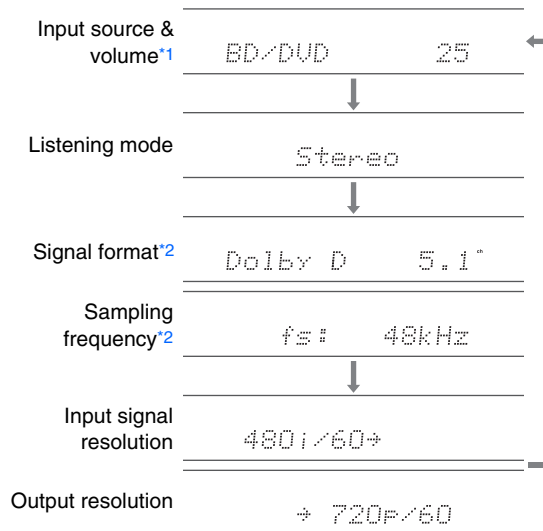 Input source &
volume*1
BD/DVD 25
Listening mode
Stereo
Signal format*2
Dolby D 5.1ch
Sampling
frequency*2
fs: 48kHz
Input signal
resolution
480i/60→
Output resolution
→ 720p/60